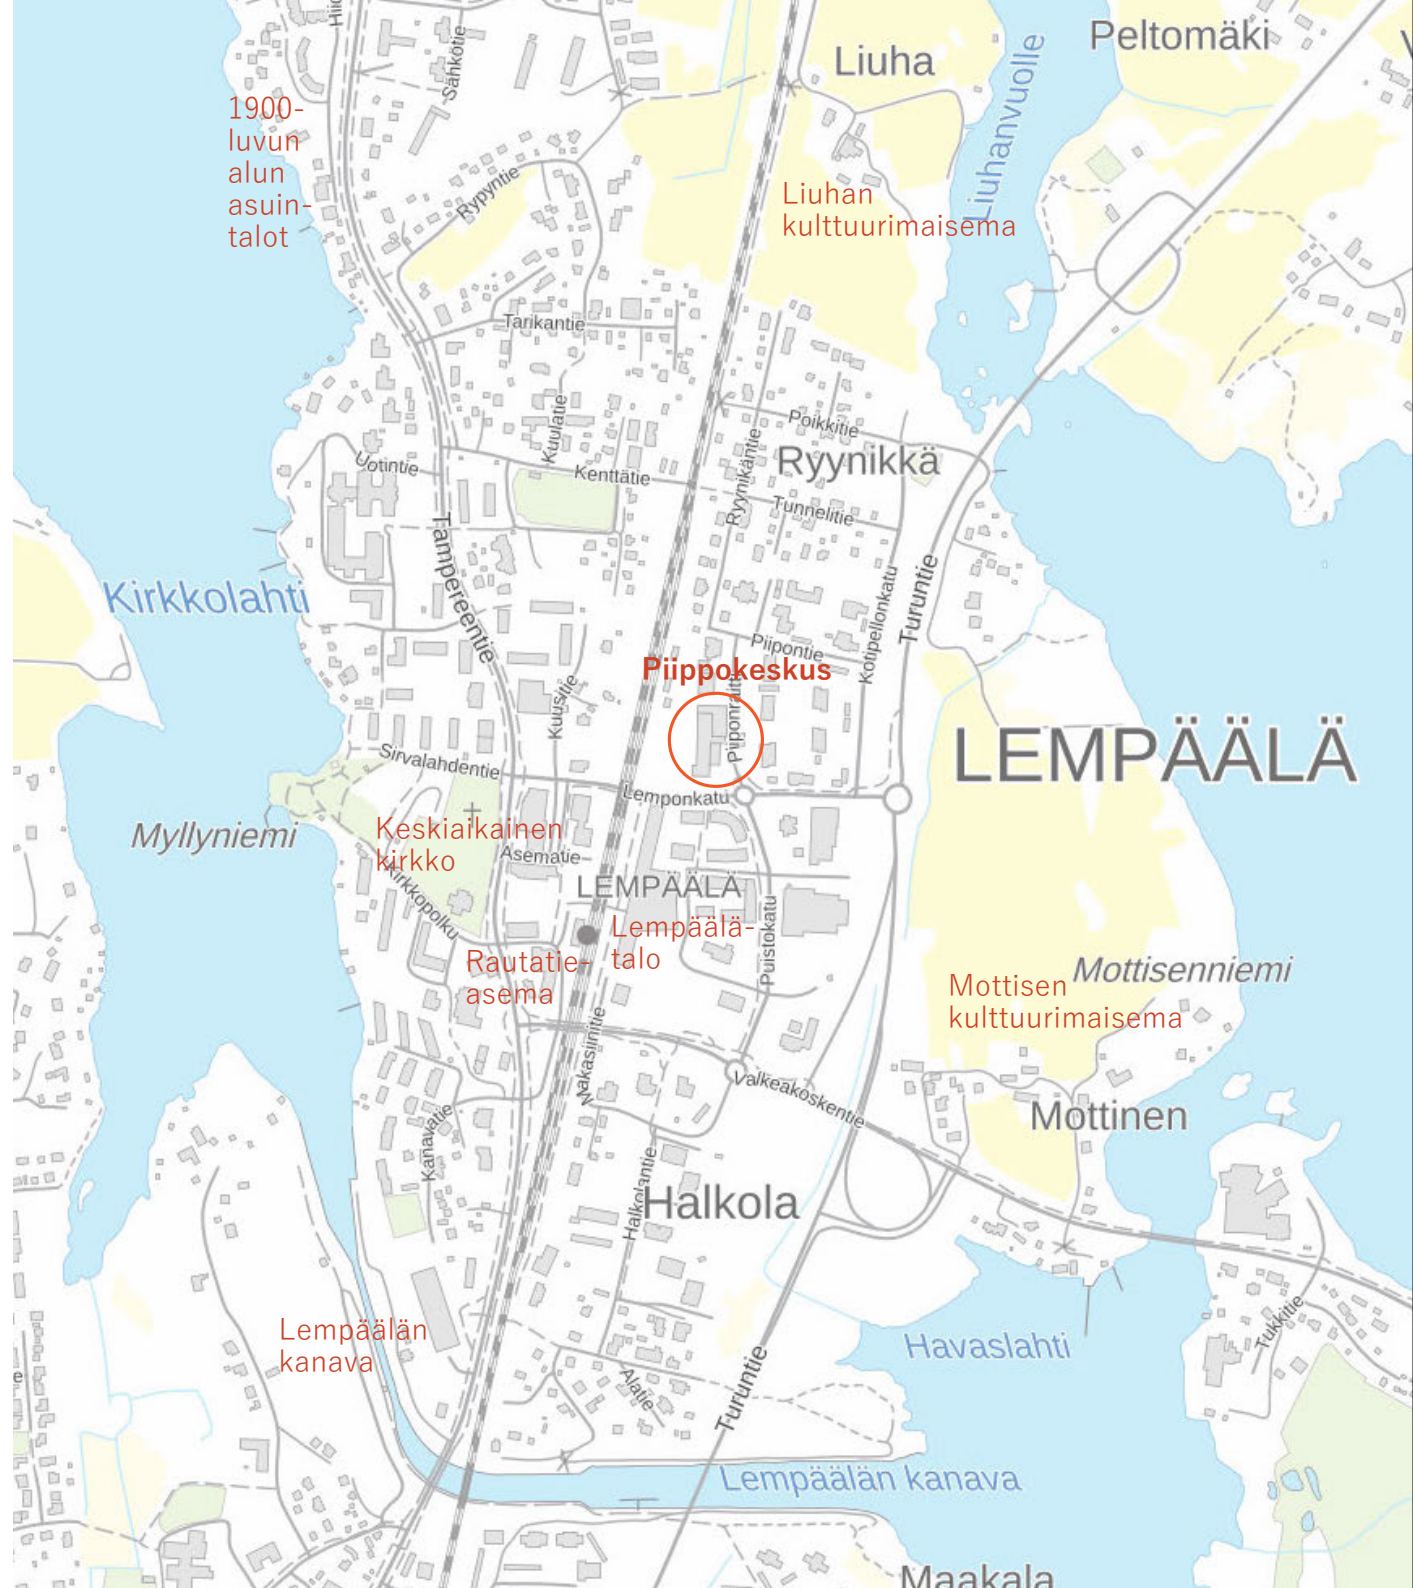 Sähkötie
Liuha
Peltomäki
Liuhanvuolle
1900-
luvun
alun
asuin-
talot
Rypyntie
Liuhan
kulttuurimaisema
Tarikantie
Kuulatie
Poikkitie
Ryynikkä
Uotintie
Kenttätie
Ryynikäntie
Tunnelitie
Tampereentie
Kirkkolahti
Turuntie
Kotipellonkatu
Piipontie
Piippokeskus
Kuusitie
Piiponraitti
LEMPÄÄLÄ
Sirvalahdentie
Lemponkatu
Myllyniemi
Keskiaikainen
kirkko
Asematie
Kirkkopolku
LEMPÄÄLÄ
Lempäälä-
talo
Puistokatu
Rautatie-
asema
Mottisenniemi
Mottisen
kulttuurimaisema
Makasiinitie
Valkeakoskentie
Kanavatie
Mottinen
Halkolantie
Halkola
Lempäälän
kanava
Tukkitie
Havaslahti
Alatie
Turuntie
Lempäälän kanava
Maakala